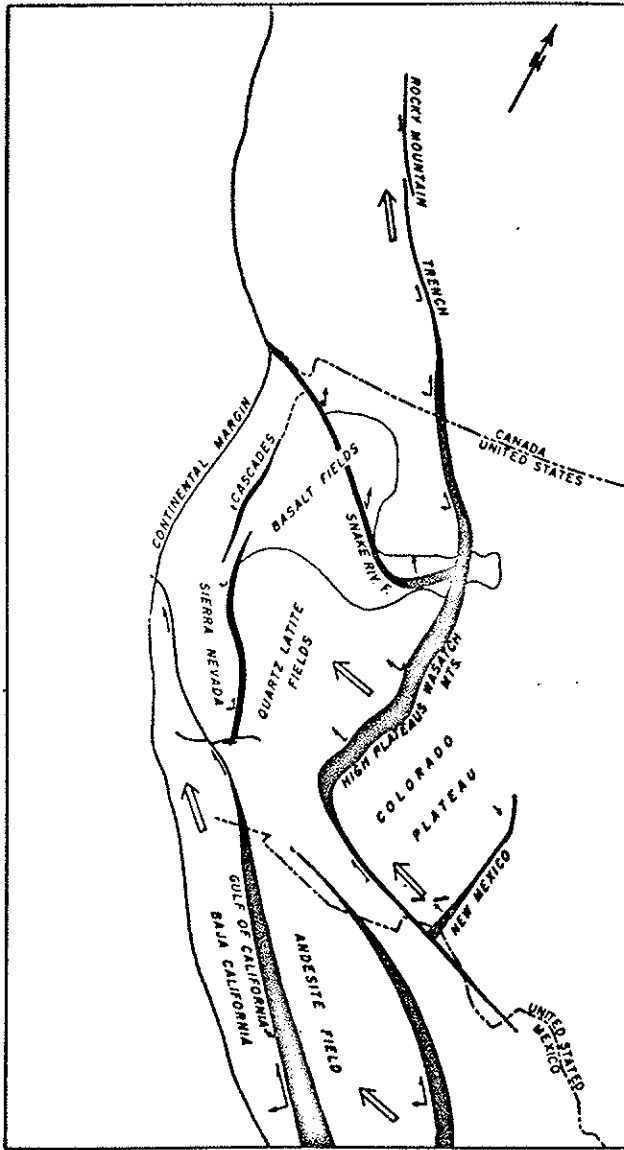 N
ROCKY MOUNTAIN
TRENCH
CANADA
UNITED STATES
CONTINENTAL MARGIN
CASCADES
BASALT FIELDS
SNAKE RIV. F.
SIERRA NEVADA
QUARTZ LATITE
FIELDS
WASATCH
MTS.
HIGH PLATEAUS
COLORADO
PLATEAU
NEW MEXICO
GULF OF CALIFORNIA
BAJA CALIFORNIA
ANDESITE FIELD
UNITED STATED
MEXICO